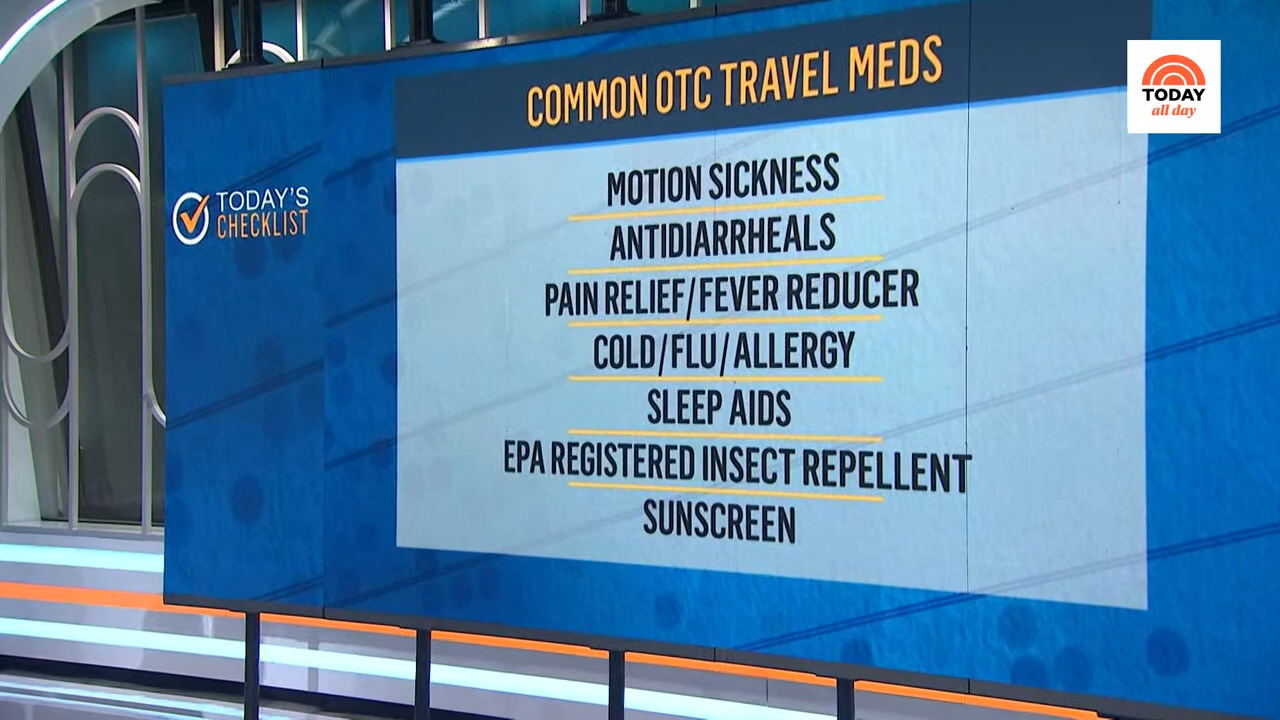 COMMON OTC TRAVEL MEDS
TODAY
all day
TODAY'S
CHECKLIST
MOTION SICKNESS
ANTIDIARRHEALS
PAIN RELIEF/FEVER REDUCER
COLD/FLU/ALLERGY
SLEEP AIDS
EPA REGISTERED INSECT REPELLENT
SUNSCREEN